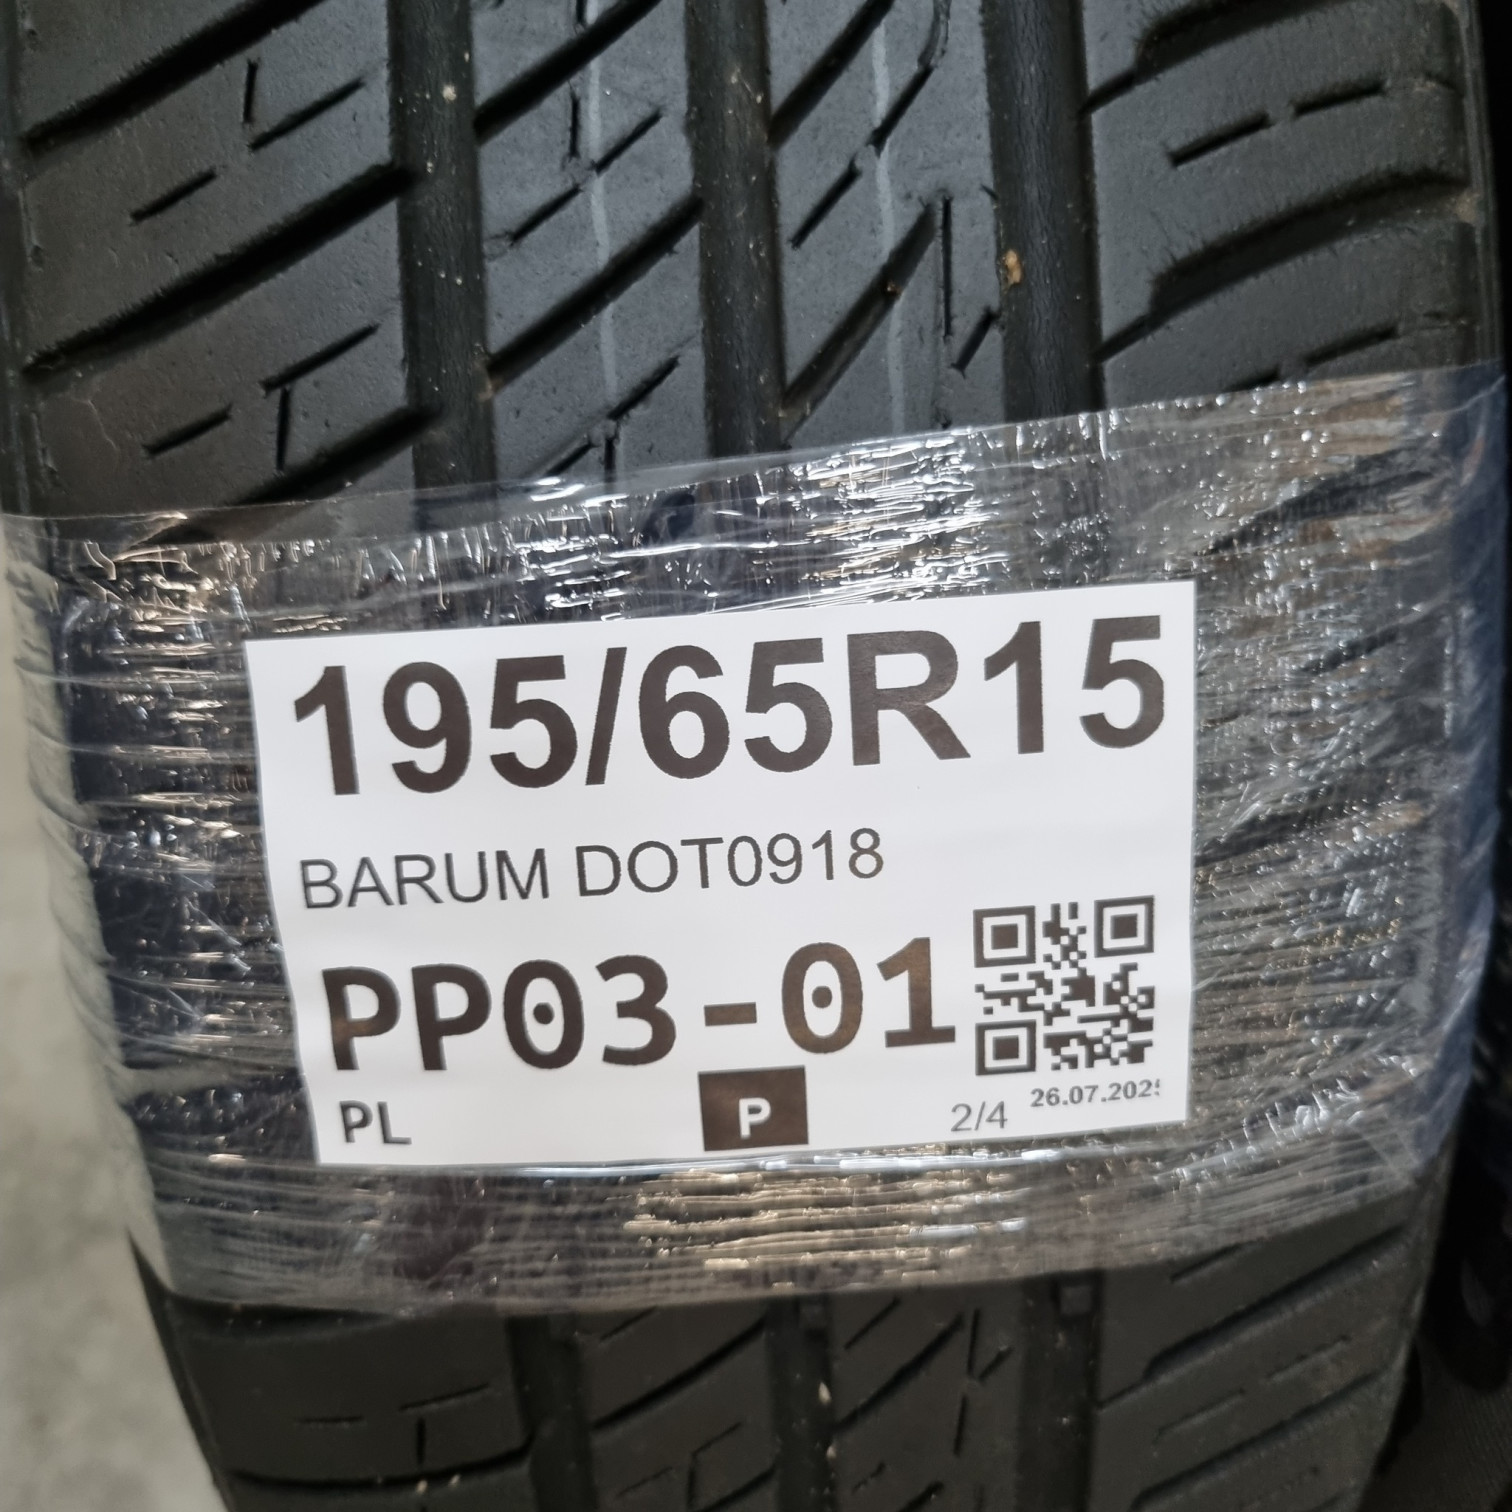 195/65R15
BARUM DOT0918
PP03-01
PL
P
2/4
26.07.2025